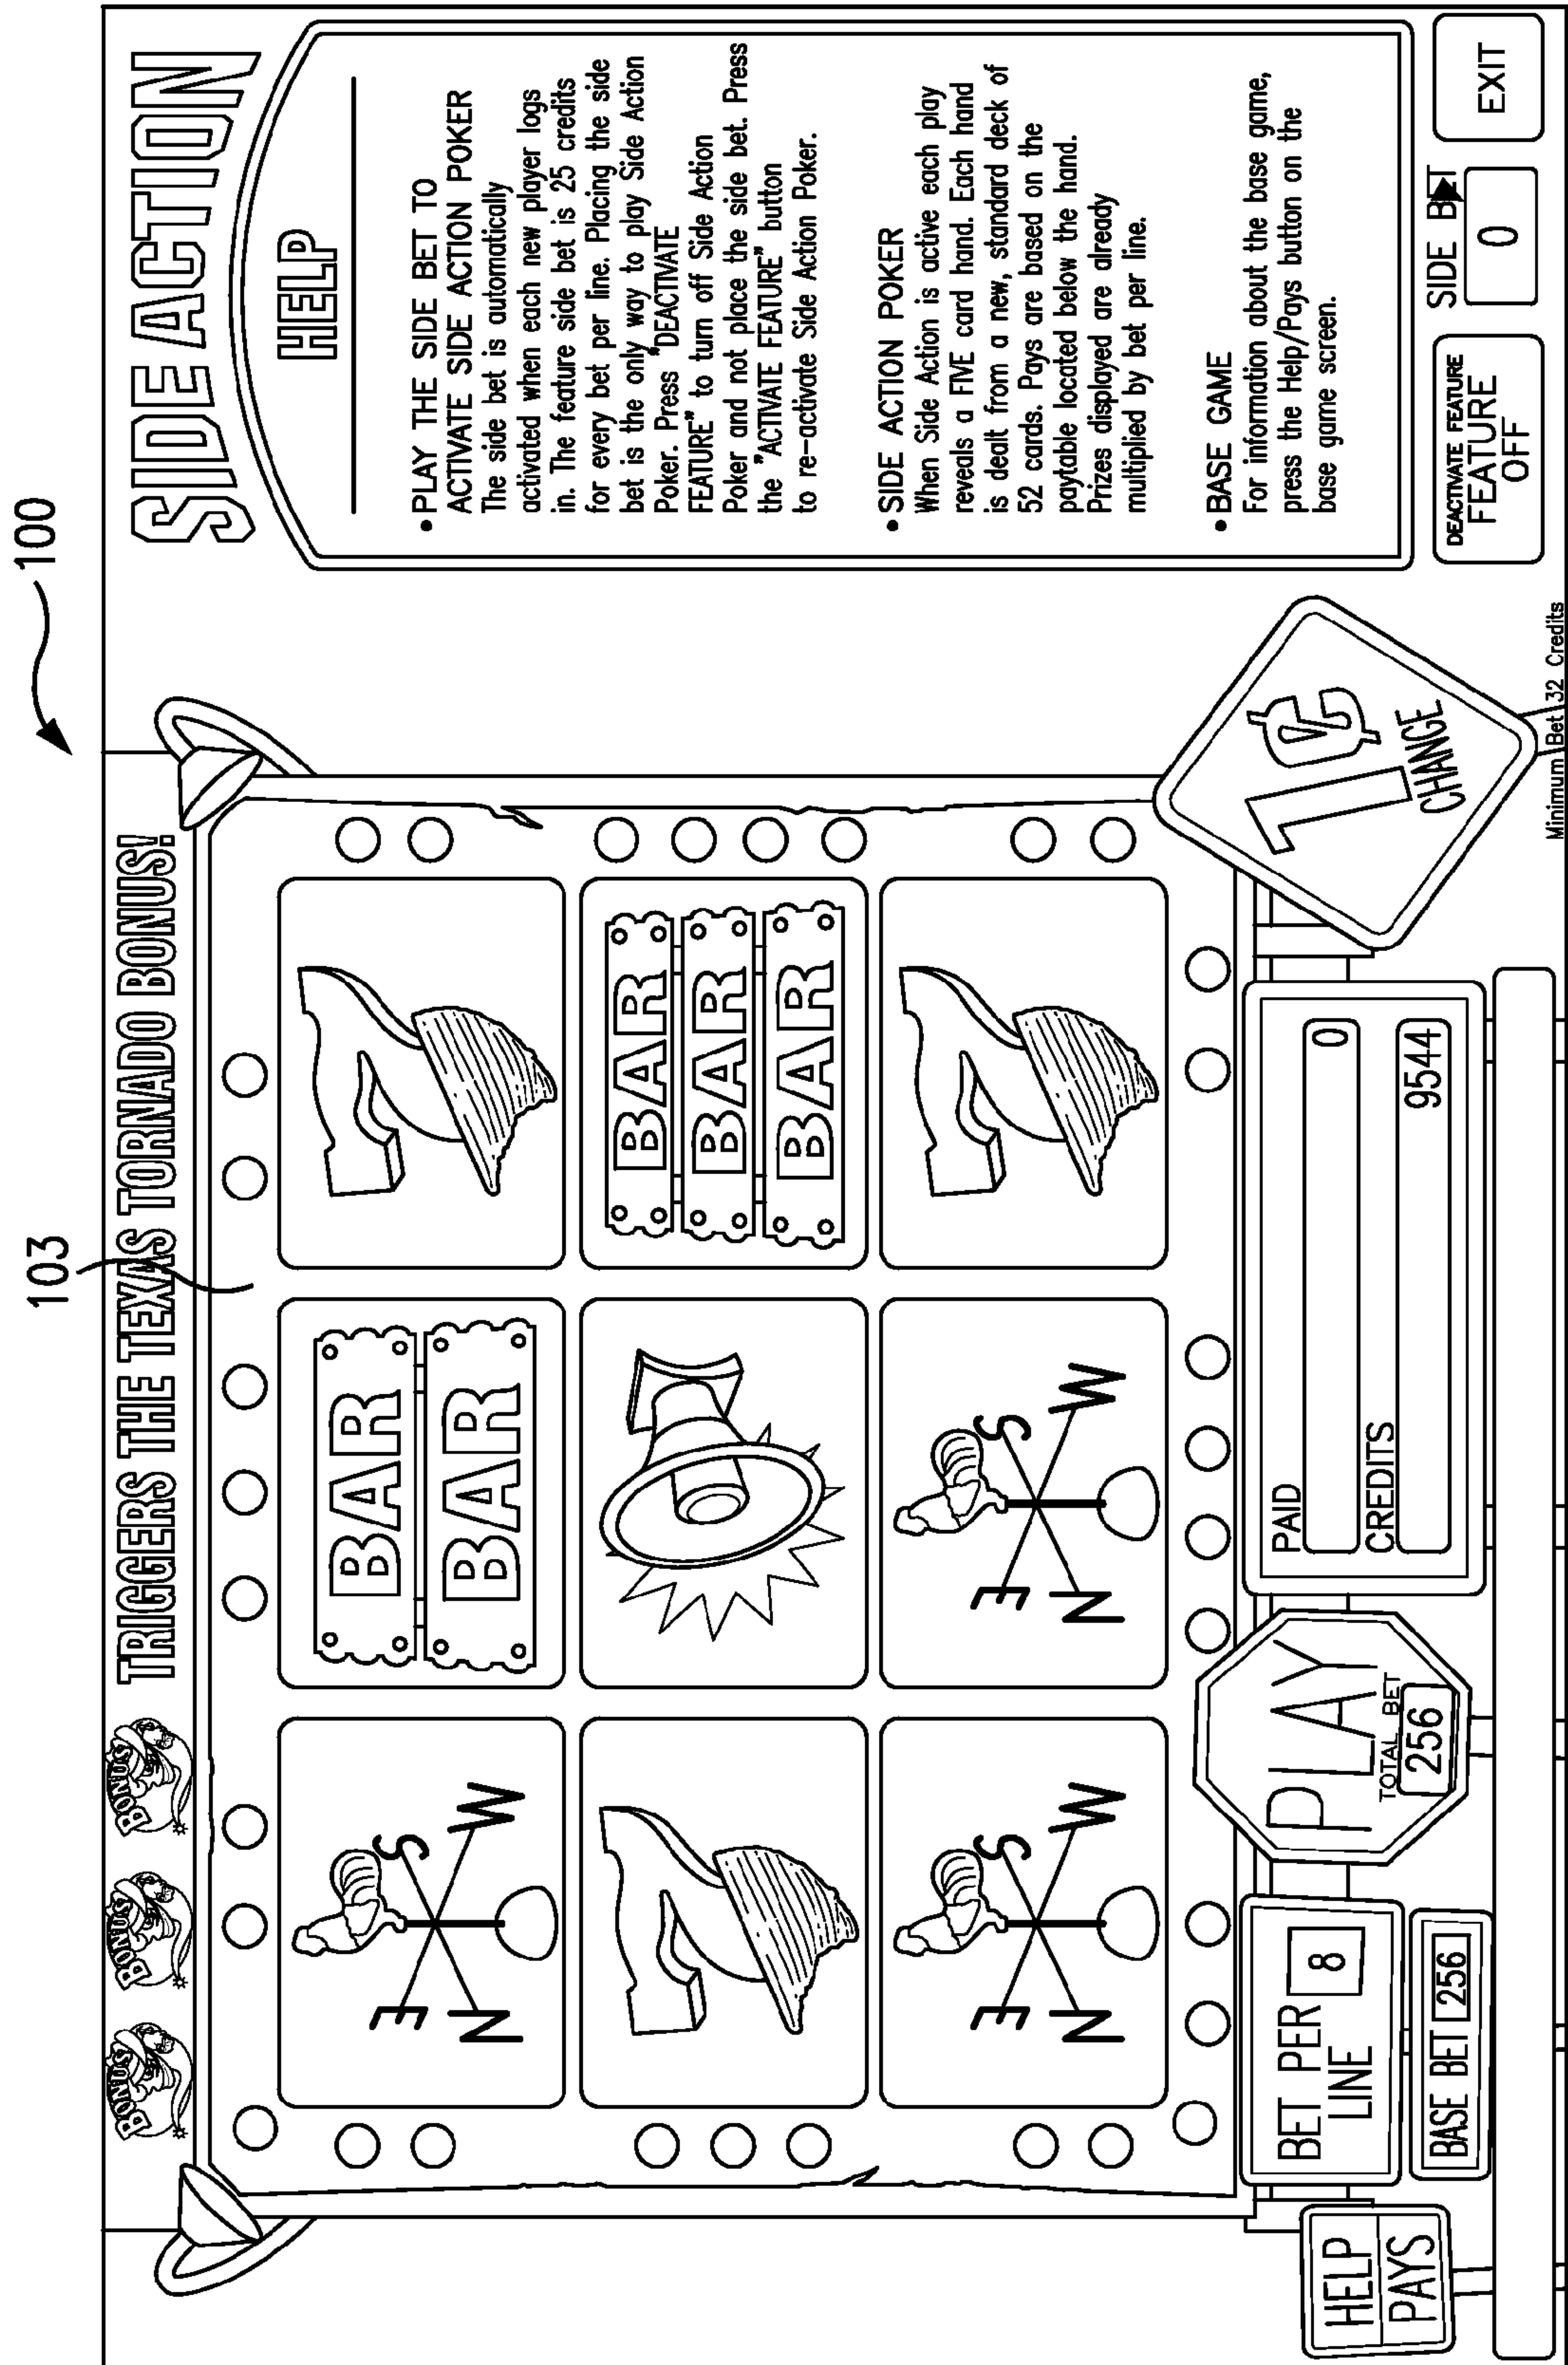 100
103
BONUS! BONUS! BONUS! TRIGGERS THE TEXAS TORNADO BONUS!
BAR
BAR
BAR
BAR
BAR
E S
N W
E S
N W
E S
N W
HELP
PAYS
BET PER
LINE
8
BASE BET 256
PLAY
TOTAL BET
256
PAID
0
CREDITS
9544
1¢
CHANGE
Minimum Bet 32 Credits
SIDE ACTION
HELP
• PLAY THE SIDE BET TO
ACTIVATE SIDE ACTION POKER
The side bet is automatically
activated when each new player logs
in. The feature side bet is 25 credits
for every bet per line. Placing the side
bet is the only way to play Side Action
Poker. Press "DEACTIVATE
FEATURE" to turn off Side Action
Poker and not place the side bet. Press
the "ACTIVATE FEATURE" button
to re-activate Side Action Poker.
• SIDE ACTION POKER
When Side Action is active each play
reveals a FIVE card hand. Each hand
is dealt from a new, standard deck of
52 cards. Pays are based on the
paytable located below the hand.
Prizes displayed are already
multiplied by bet per line.
• BASE GAME
For information about the base game,
press the Help/Pays button on the
base game screen.
DEACTIVATE FEATURE
FEATURE
OFF
SIDE BET
0
EXIT